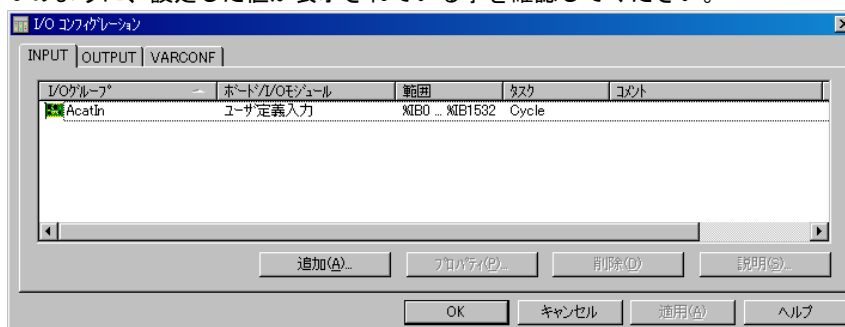 I/O ｺﾝﾌｨｸﾞﾚｰｼｮﾝ
INPUT OUTPUT VARCONF
I/Oｸﾞﾙｰﾌﾟ ﾎﾞｰﾄﾞ/I/Oﾓｼﾞｭｰﾙ 範囲 ﾀｽｸ ｺﾒﾝﾄ
AcatIn ﾕｰｻﾞ定義入力 %IB0 ... %IB1532 Cycle
追加(A)... ﾌﾟﾛﾊﾟﾃｨ(P)... 削除(D) 説明(S)...
OK ｷｬﾝｾﾙ 適用(A) ﾍﾙﾌﾟ